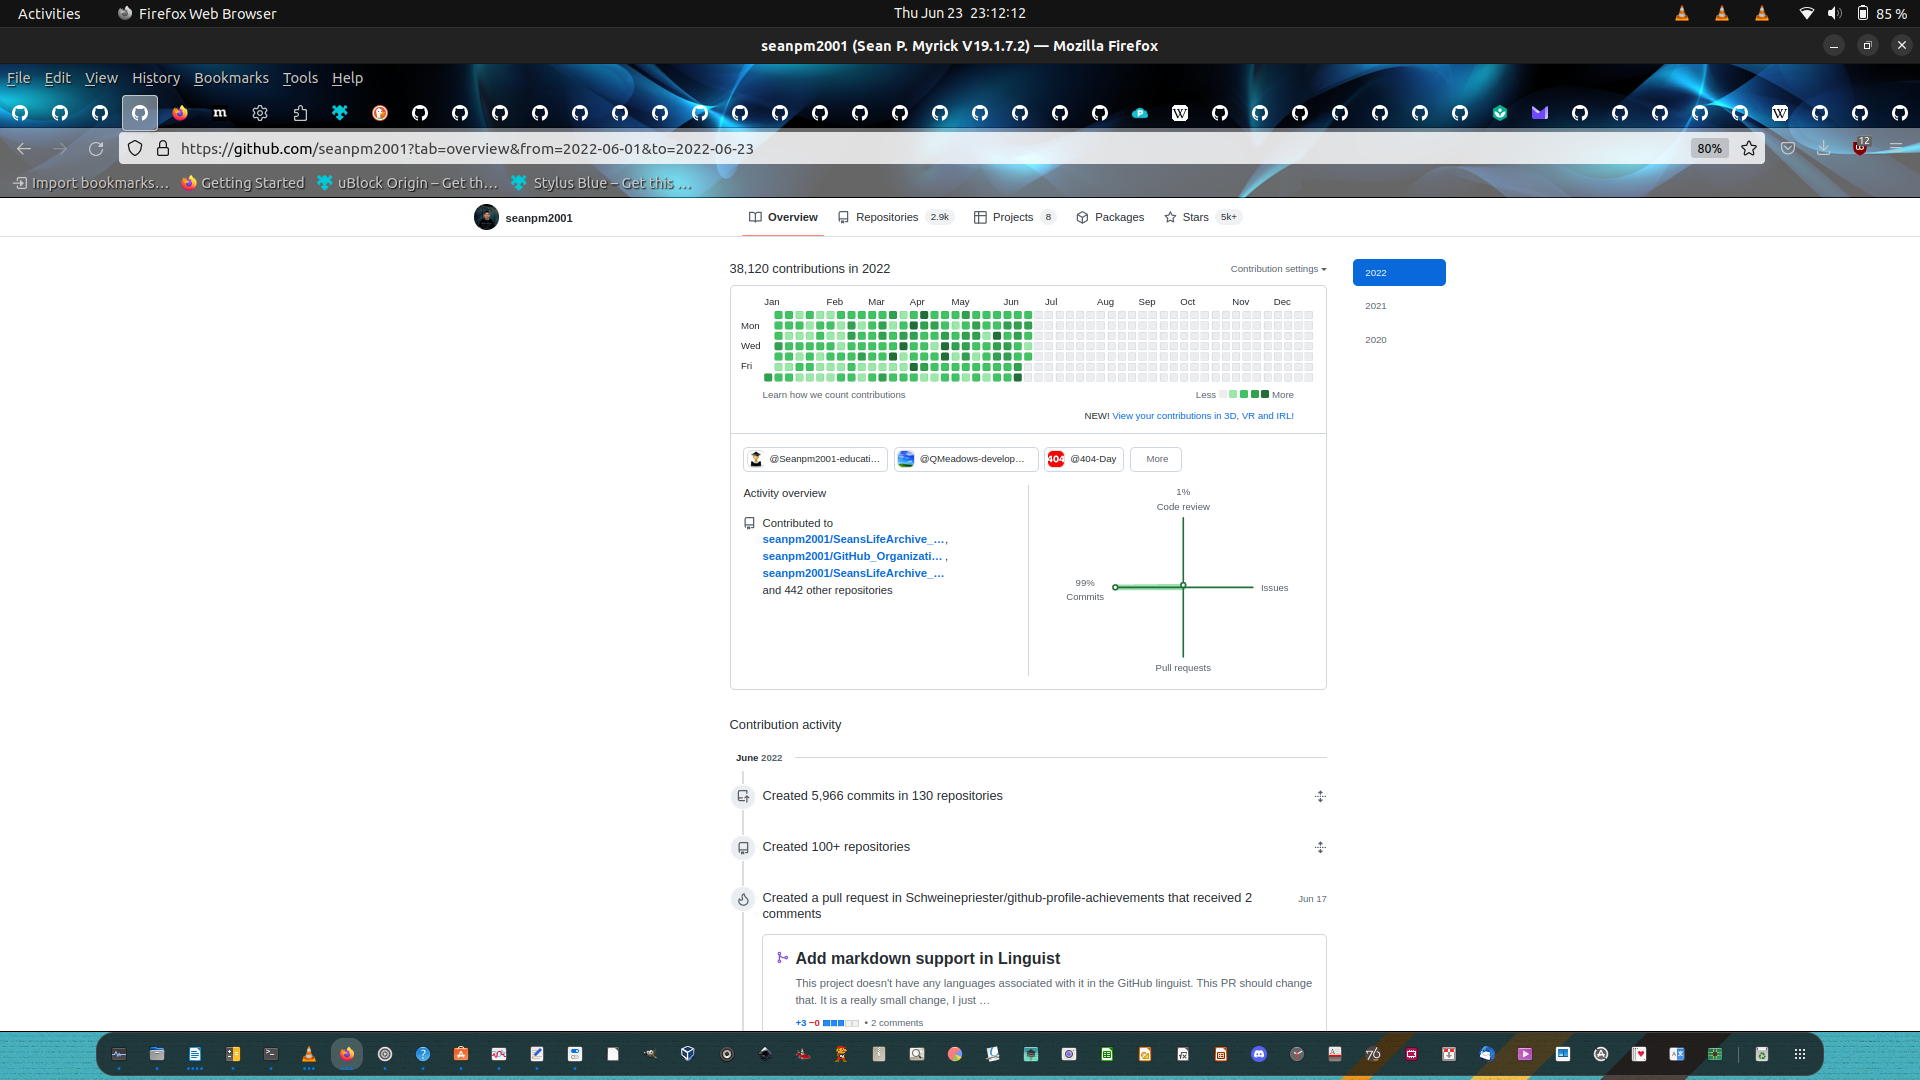 Activities
Firefox Web Browser
Thu Jun 23 23:12:12
85 %
seanpm2001 (Sean P. Myrick V19.1.7.2) — Mozilla Firefox
File Edit View History Bookmarks Tools Help
https://github.com/seanpm2001?tab=overview&from=2022-06-01&to=2022-06-23
80%
12
Import bookmarks…
Getting Started
uBlock Origin – Get th…
Stylus Blue – Get this …
seanpm2001
Overview
Repositories 2.9k
Projects 8
Packages
Stars 5k+
38,120 contributions in 2022
Contribution settings
2022
2021
2020
Jan Feb Mar Apr May Jun Jul Aug Sep Oct Nov Dec
Mon
Wed
Fri
Learn how we count contributions
Less More
NEW! View your contributions in 3D, VR and IRL!
@Seanpm2001-educati…
@QMeadows-develop…
404 @404-Day
More
Activity overview
Contributed to
seanpm2001/SeansLifeArchive_…,
seanpm2001/GitHub_Organizati… ,
seanpm2001/SeansLifeArchive_…
and 442 other repositories
1%
Code review
99%
Commits
Issues
Pull requests
Contribution activity
June 2022
Created 5,966 commits in 130 repositories
Created 100+ repositories
Created a pull request in Schweinepriester/github-profile-achievements that received 2
comments
Jun 17
Add markdown support in Linguist
This project doesn't have any languages associated with it in the GitHub linguist. This PR should change
that. It is a really small change, I just …
+3 −0 • 2 comments